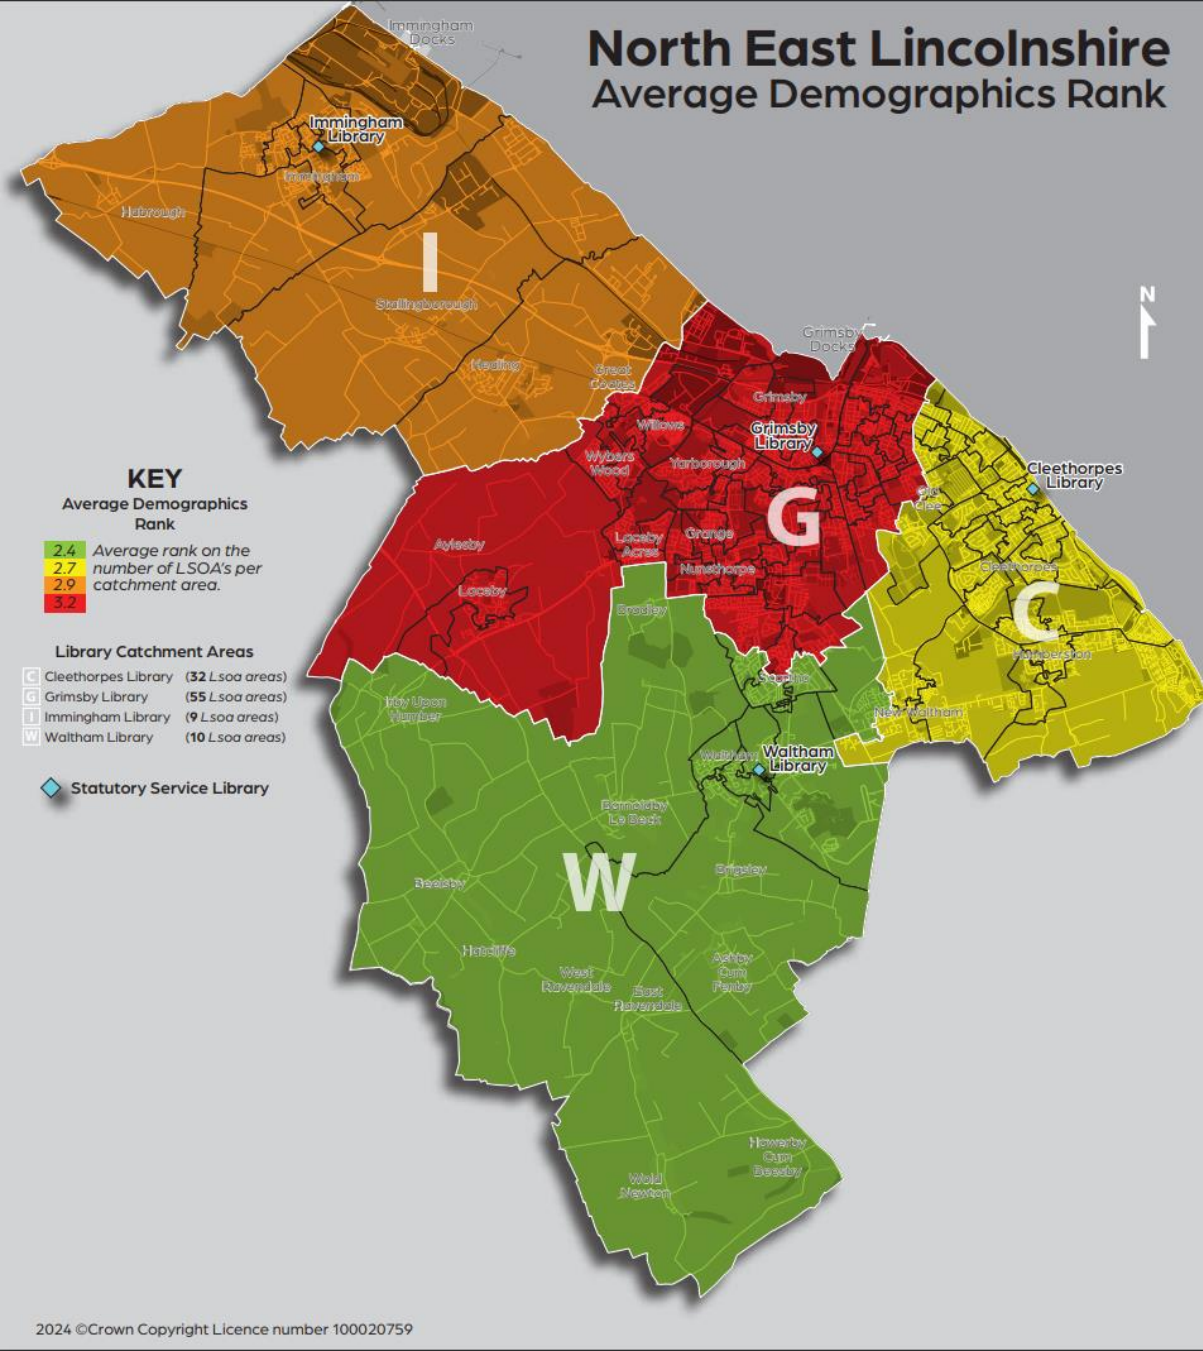 North East Lincolnshire
Average Demographics Rank
Immingham
Docks
Immingham
Library
Immingham
Habrough
I
Stallingborough
Healing
Great
Coates
N
Grimsby
Docks
Grimsby
Willows
Grimsby
Library
Wybers
Wood
Yarborough
Cleethorpes
Library
Old
Clee
G
Aylesby
Laceby
Acres
Grange
Nunsthorpe
Cleethorpes
Laceby
Bradley
C
Humberston
Scartho
Irby Upon
Humber
New Waltham
Waltham
Waltham
Library
Barnoldby
Le Beck
W
Brigsley
Beelsby
Hatcliffe
West
Ravendale
East
Ravendale
Ashby
Cum
Fenby
Hawerby
Cum
Beesby
Wold
Newton
KEY
Average Demographics
Rank
2.4
2.7
2.9
3.2
Average rank on the
number of LSOA's per
catchment area.
Library Catchment Areas
C Cleethorpes Library (32 Lsoa areas)
G Grimsby Library (55 Lsoa areas)
I Immingham Library (9 Lsoa areas)
W Waltham Library (10 Lsoa areas)
Statutory Service Library
2024 ©Crown Copyright Licence number 100020759